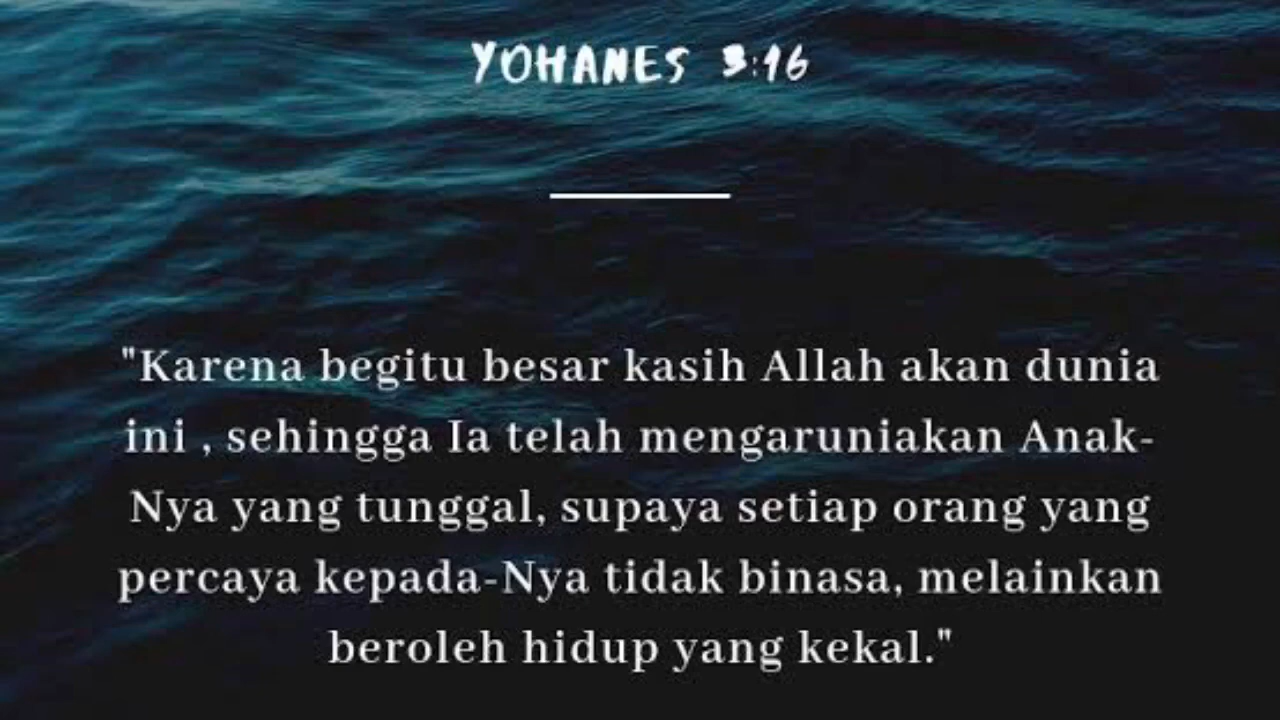 YOHANES 3:16
"Karena begitu besar kasih Allah akan dunia
ini , sehingga Ia telah mengaruniakan Anak-
Nya yang tunggal, supaya setiap orang yang
percaya kepada-Nya tidak binasa, melainkan
beroleh hidup yang kekal."